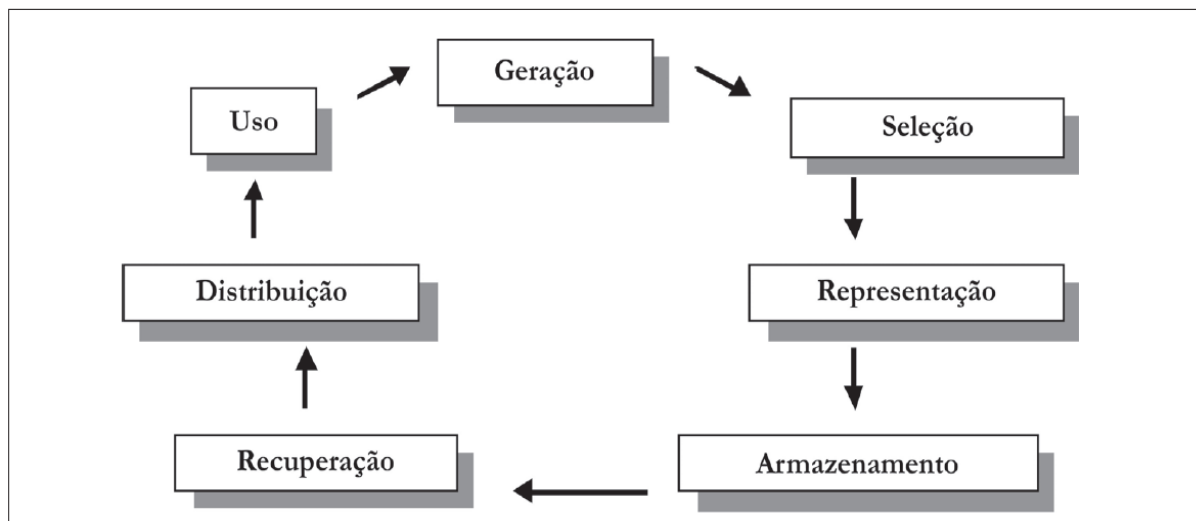 Geração
Uso
Seleção
Distribuição
Representação
Recuperação
Armazenamento